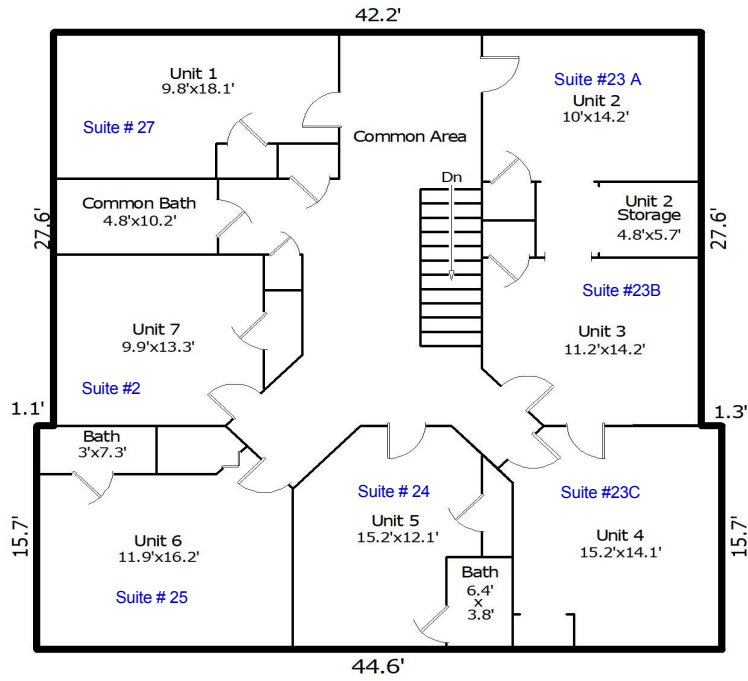 42.2'
Unit 1
9.8'x18.1'
Suite # 27
Common Area
Suite #23 A
Unit 2
10'x14.2'
Dn
Common Bath
4.8'x10.2'
Unit 2
Storage
4.8'x5.7'
27.6'
27.6'
Suite #23B
Unit 7
9.9'x13.3'
Unit 3
11.2'x14.2'
Suite #2
1.1'
1.3'
Bath
3'x7.3'
Suite # 24
Unit 5
15.2'x12.1'
Suite #23C
Unit 4
15.2'x14.1'
15.7'
15.7'
Unit 6
11.9'x16.2'
Suite # 25
Bath
6.4'
x
3.8'
44.6'